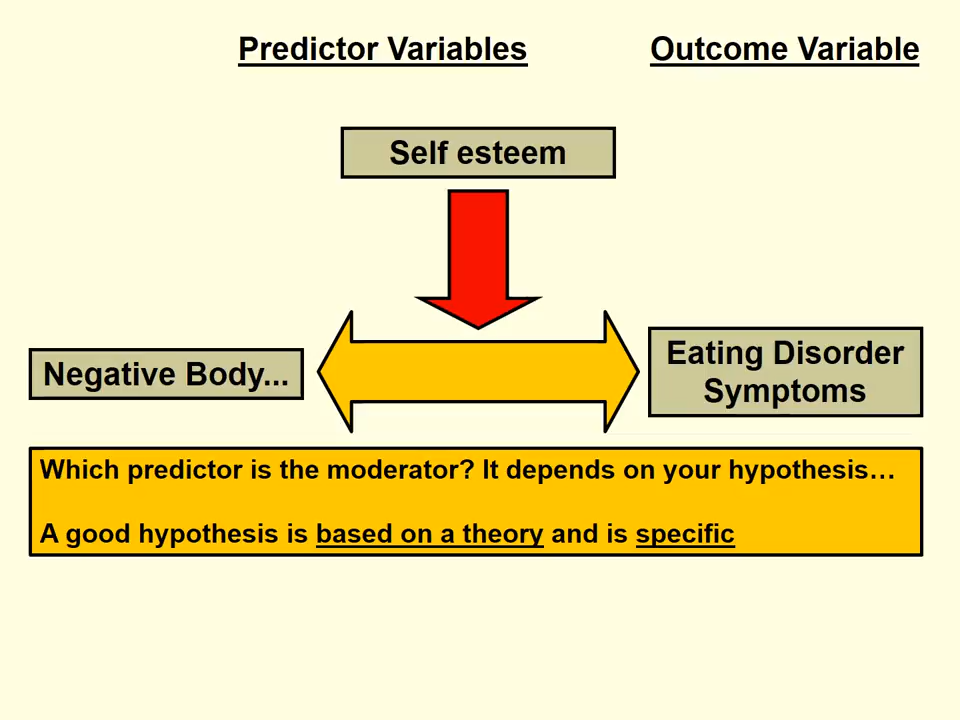 Predictor Variables
Outcome Variable
Self esteem
Negative Body...
Eating Disorder
Symptoms
Which predictor is the moderator? It depends on your hypothesis…
A good hypothesis is based on a theory and is specific